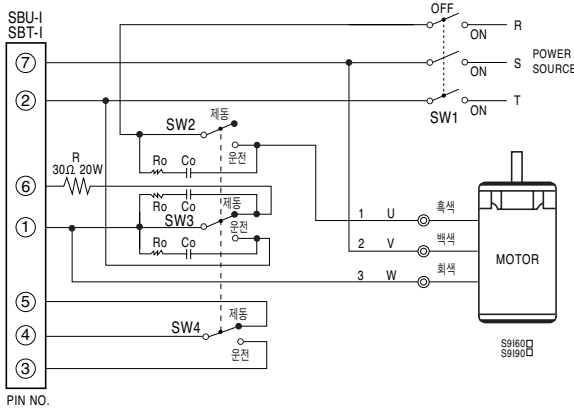 SBU-I
SBT-I
OFF
R
ON
⑦
S
POWER
SOURCE
ON
②
T
ON
제동
SW1
SW2
운전
R
30Ω 20W
Ro
Co
⑥
Ro
Co
제동
①
SW3
운전
Ro
Co
1
U
흑색
2
V
백색
MOTOR
3
W
회색
⑤
제동
④
SW4
운전
③
S9I60□
S9I90□
PIN NO.